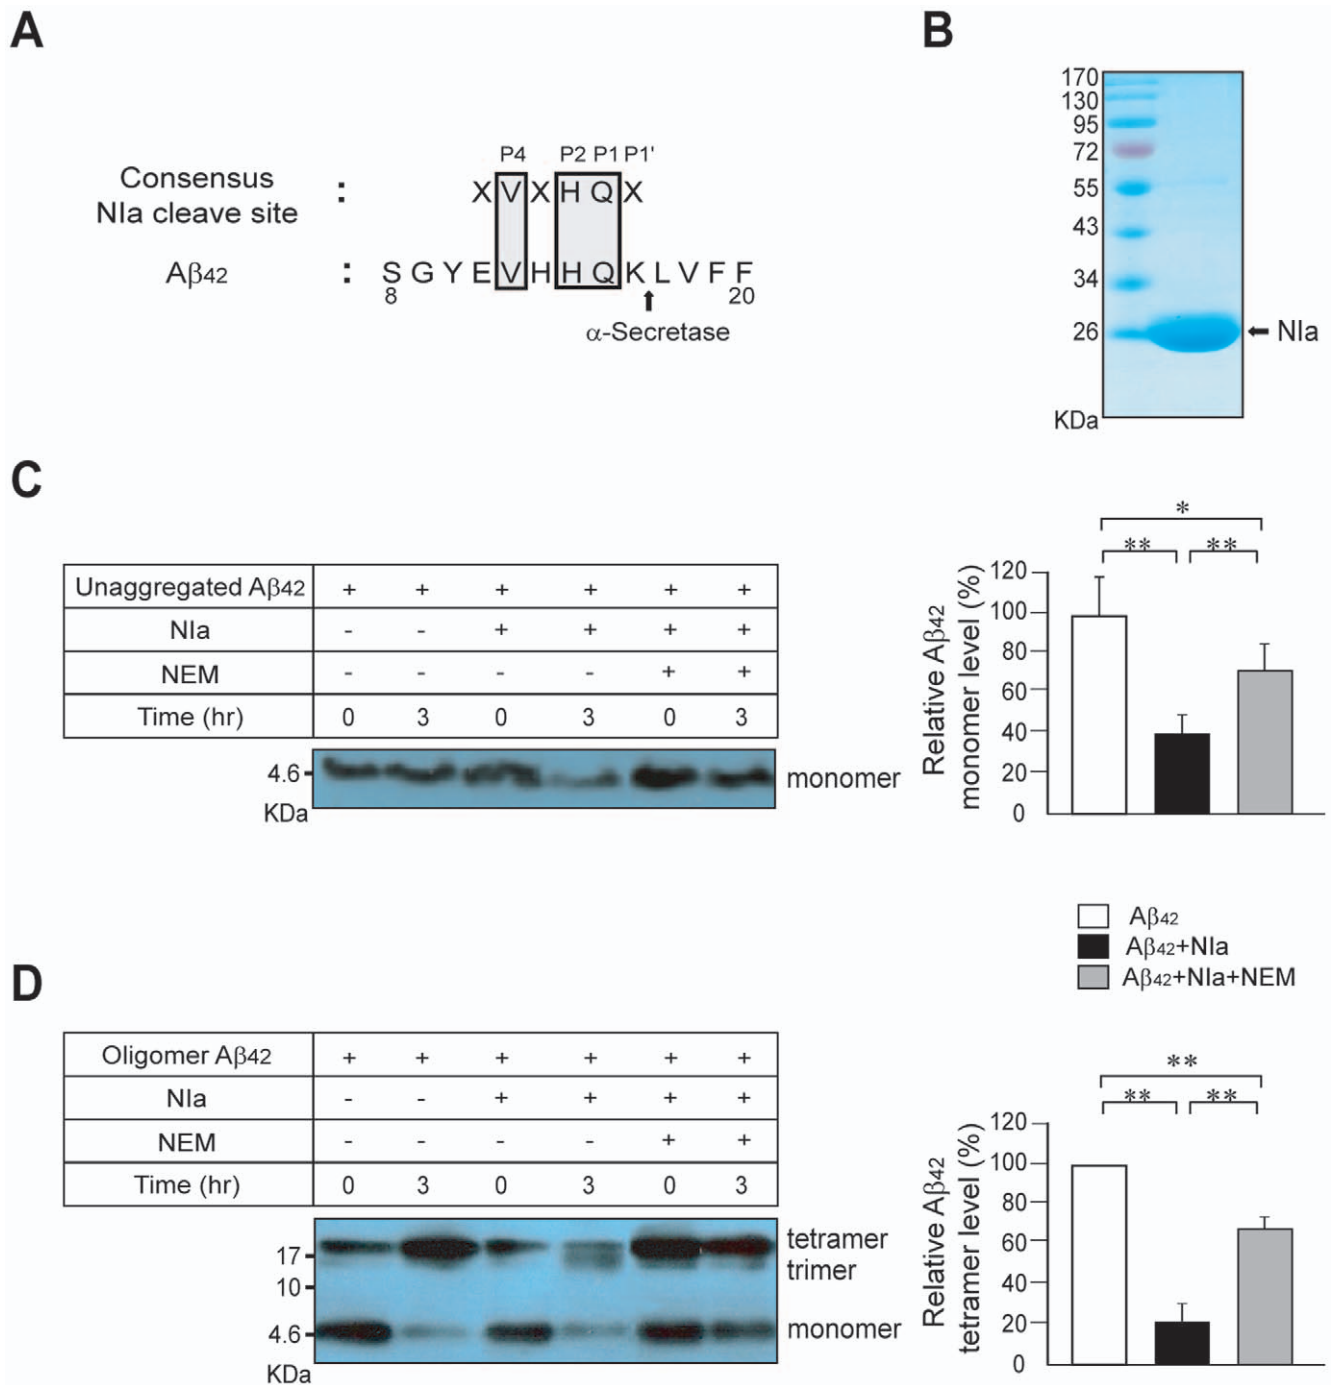 A
P4 P2 P1 P1'
Consensus
NIa cleave site
: X V X H Q X
Aβ42 : S G Y E V H H Q K L V F F
8 20
α-Secretase
B
170
130
95
72
55
43
34
26
KDa
NIa
C
Unaggregated Aβ42 + + + + + +
NIa - - + + + +
NEM - - - - + +
Time (hr) 0 3 0 3 0 3
4.6
KDa
monomer
*
** **
Relative Aβ42
monomer level (%)
120
100
80
60
40
20
0
Aβ42
Aβ42+NIa
Aβ42+NIa+NEM
D
Oligomer Aβ42 + + + + + +
NIa - - + + + +
NEM - - - - + +
Time (hr) 0 3 0 3 0 3
17
10
4.6
KDa
tetramer
trimer
monomer
**
** **
Relative Aβ42
tetramer level (%)
120
100
80
60
40
20
0